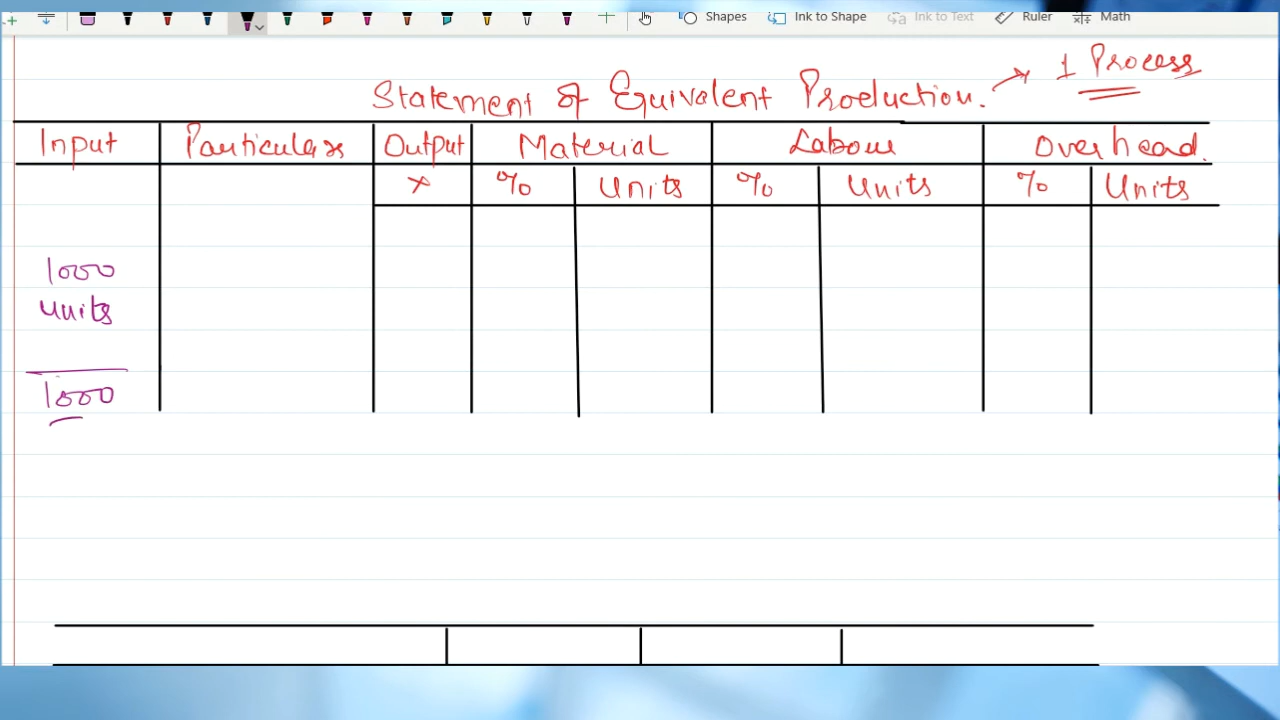 Shapes Ink to Shape Ink to Text Ruler Math
Statement of Equivalent Production. → 1 Process
Input Particulars Output Material Labour Overhead.
x % Units % Units % Units
1000
Units
1000